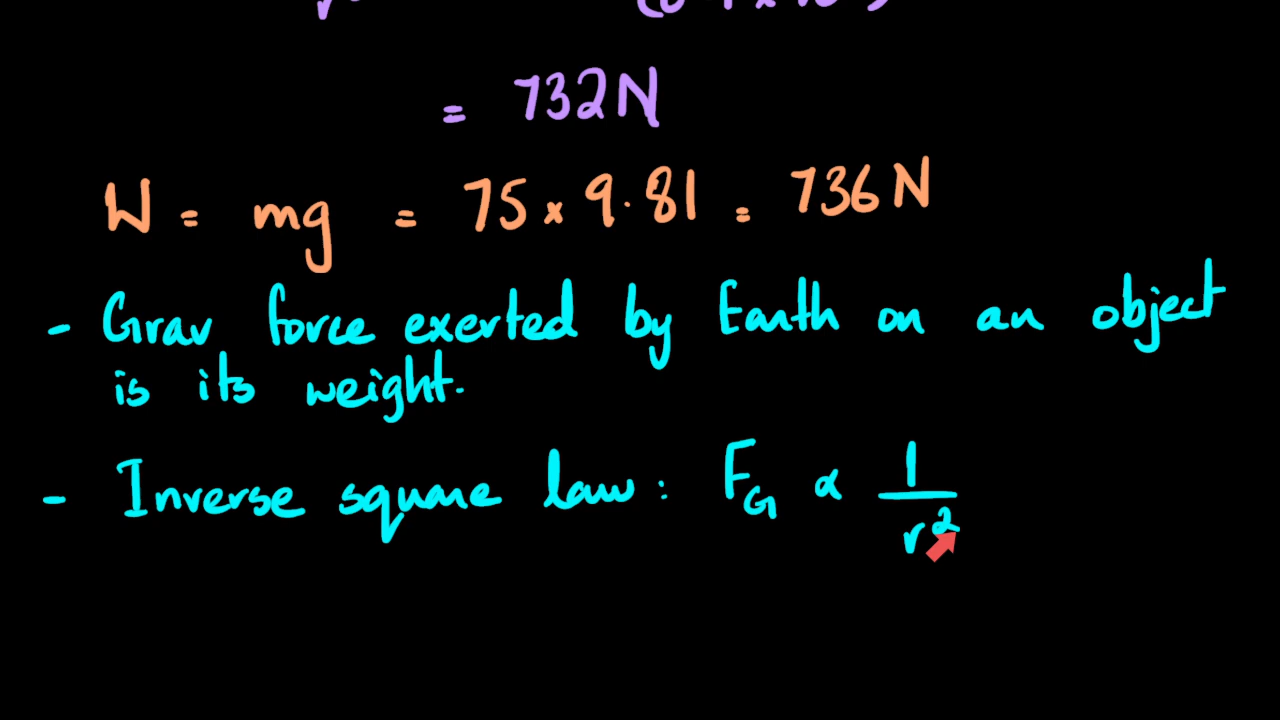 = 732N
W = mg = 75 × 9.81 = 736N
- Grav force exerted by Earth on an object
is its weight.
- Inverse square law: F_G ∝ 1/r²